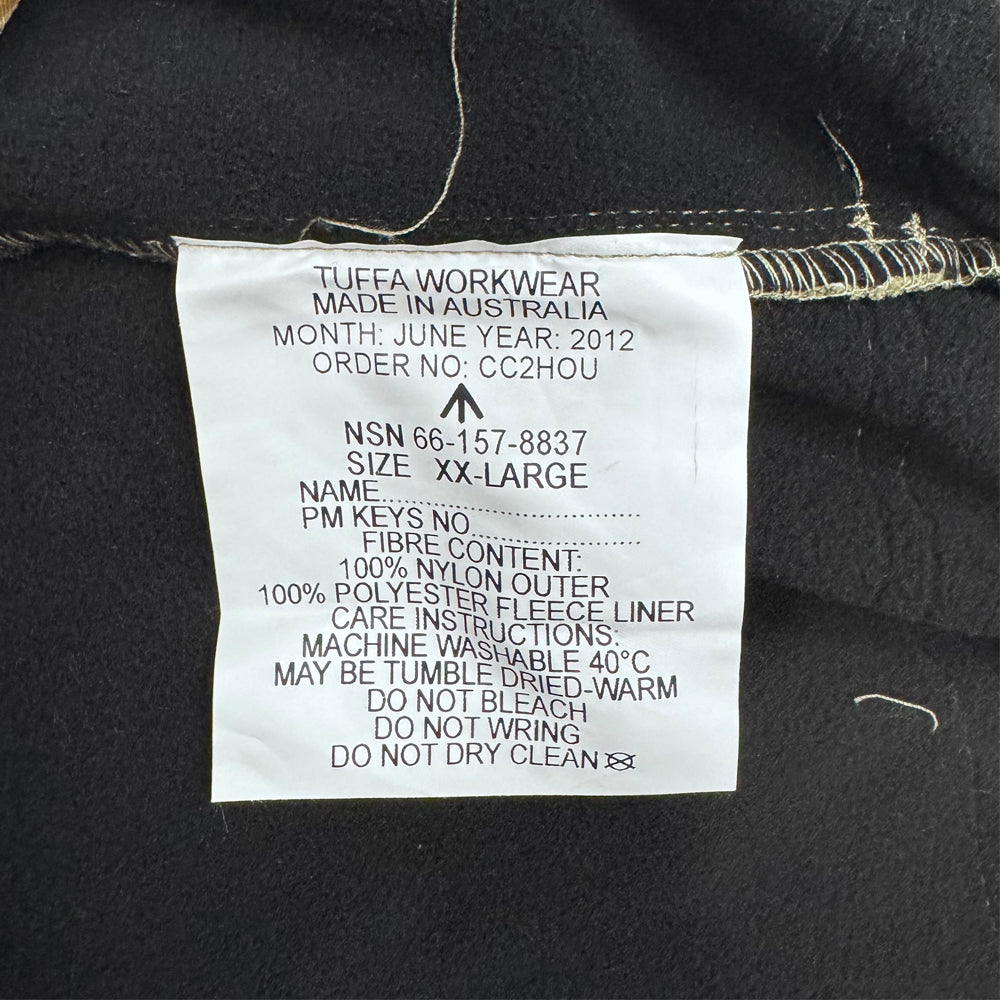 TUFFA WORKWEAR
MADE IN AUSTRALIA
MONTH: JUNE YEAR: 2012
ORDER NO: CC2HOU
NSN 66-157-8837
SIZE XX-LARGE
NAME..............................................
PM KEYS NO..............................
FIBRE CONTENT:
100% NYLON OUTER
100% POLYESTER FLEECE LINER
CARE INSTRUCTIONS:
MACHINE WASHABLE 40°C
MAY BE TUMBLE DRIED-WARM
DO NOT BLEACH
DO NOT WRING
DO NOT DRY CLEAN